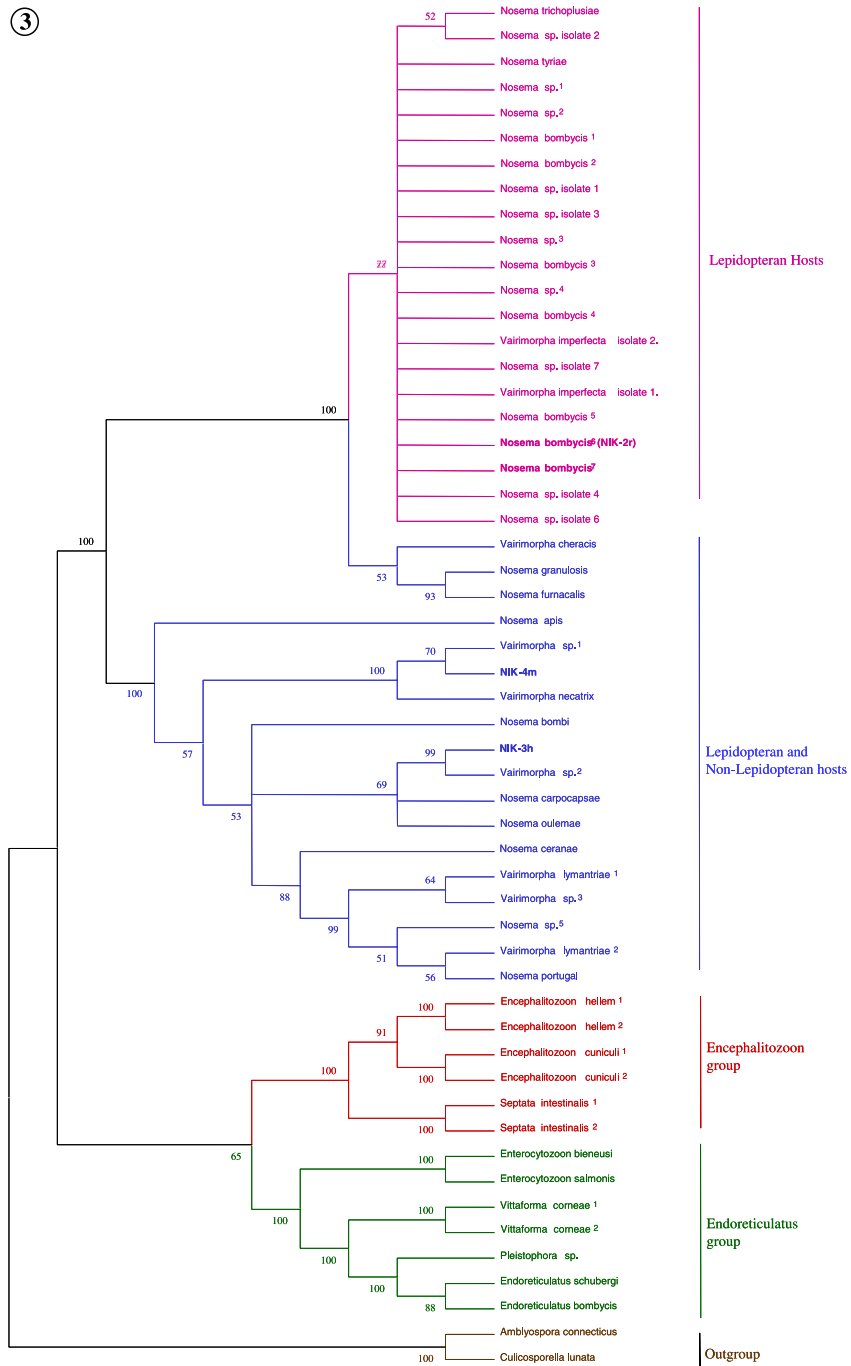 3
52
Nosema trichoplusiae
Nosema sp. isolate 2
Nosema tyriae
Nosema sp.1
Nosema sp.2
Nosema bombycis 1
Nosema bombycis 2
Nosema sp. isolate 1
Nosema sp. isolate 3
Nosema sp.3
77
Nosema bombycis 3
Lepidopteran Hosts
Nosema sp.4
Nosema bombycis 4
Vairimorpha imperfecta isolate 2.
Nosema sp. isolate 7
Vairimorpha imperfecta isolate 1.
100
Nosema bombycis 5
Nosema bombycis6 (NIK-2r)
Nosema bombycis7
Nosema sp. isolate 4
Nosema sp. isolate 6
100
Vairimorpha cheracis
53
Nosema granulosis
93
Nosema furnacalis
Nosema apis
70
Vairimorpha sp.1
100
NIK-4m
100
Vairimorpha necatrix
Nosema bombi
57
99
NIK-3h
Lepidopteran and
Non-Lepidopteran hosts
Vairimorpha sp.2
69
Nosema carpocapsae
53
Nosema oulemae
Nosema ceranae
64
Vairimorpha lymantriae 1
88
Vairimorpha sp.3
99
Nosema sp.5
51
Vairimorpha lymantriae 2
56
Nosema portugal
100
Encephalitozoon hellem 1
91
Encephalitozoon hellem 2
Encephalitozoon
group
100
Encephalitozoon cuniculi 1
100
Encephalitozoon cuniculi 2
Septata intestinalis 1
100
Septata intestinalis 2
65
100
Enterocytozoon bieneusi
Enterocytozoon salmonis
100
100
Vittaforma corneae 1
Endoreticulatus
group
Vittaforma corneae 2
100
Pleistophora sp.
100
Endoreticulatus schubergi
88
Endoreticulatus bombycis
Amblyospora connecticus
100
Culicosporella lunata
Outgroup